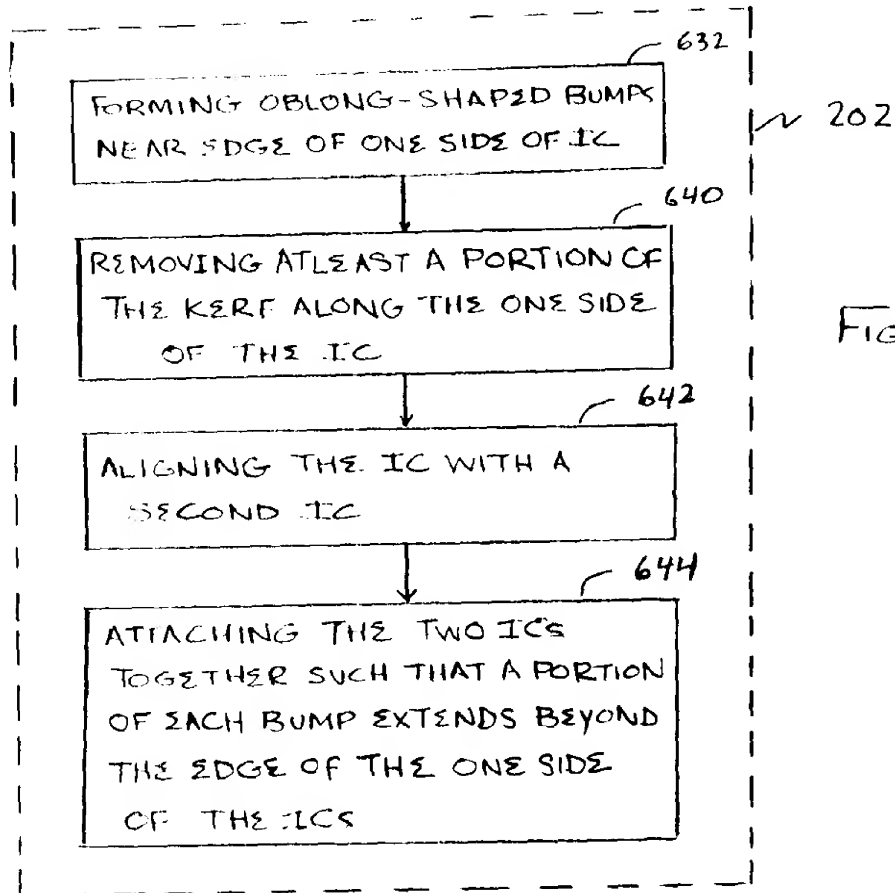 632
FORMING OBLONG-SHAPED BUMPS
NEAR EDGE OF ONE SIDE OF IC
202
640
REMOVING ATLEAST A PORTION OF
THE KERF ALONG THE ONE SIDE
OF THE IC
FIG
642
ALIGNING THE IC WITH A
SECOND IC
644
ATTACHING THE TWO ICS
TOGETHER SUCH THAT A PORTION
OF EACH BUMP EXTENDS BEYOND
THE EDGE OF THE ONE SIDE
OF THE ICS